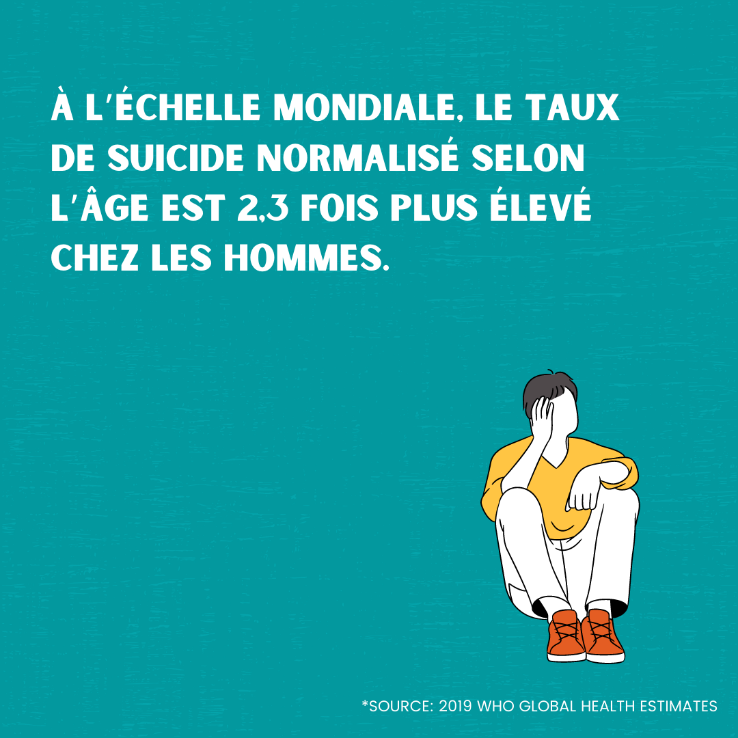 À L'ÉCHELLE MONDIALE, LE TAUX
DE SUICIDE NORMALISÉ SELON
L'ÂGE EST 2,3 FOIS PLUS ÉLEVÉ
CHEZ LES HOMMES.
*SOURCE: 2019 WHO GLOBAL HEALTH ESTIMATES